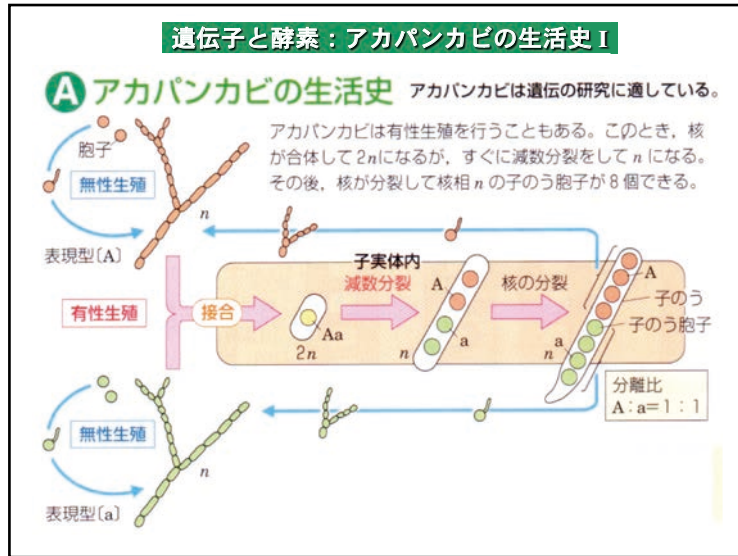 遺伝子と酵素：アカパンカビの生活史 I
A アカパンカビの生活史 アカパンカビは遺伝の研究に適している。
アカパンカビは有性生殖を行うこともある。このとき，核
が合体して2nになるが，すぐに減数分裂をしてnになる。
その後，核が分裂して核相nの子のう胞子が8個できる。
胞子
無性生殖
n
表現型〔A〕
子実体内
減数分裂
核の分裂
A
A
子のう
子のう胞子
有性生殖
接合
Aa
2n
a
n
a
n
分離比
A：a＝1：1
無性生殖
n
表現型〔a〕